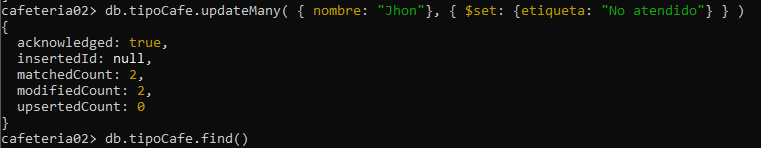 cafeteria02> db.tipoCafe.updateMany( { nombre: "Jhon"}, { $set: {etiqueta: "No atendido"} } )
{
  acknowledged: true,
  insertedId: null,
  matchedCount: 2,
  modifiedCount: 2,
  upsertedCount: 0
}
cafeteria02> db.tipoCafe.find()